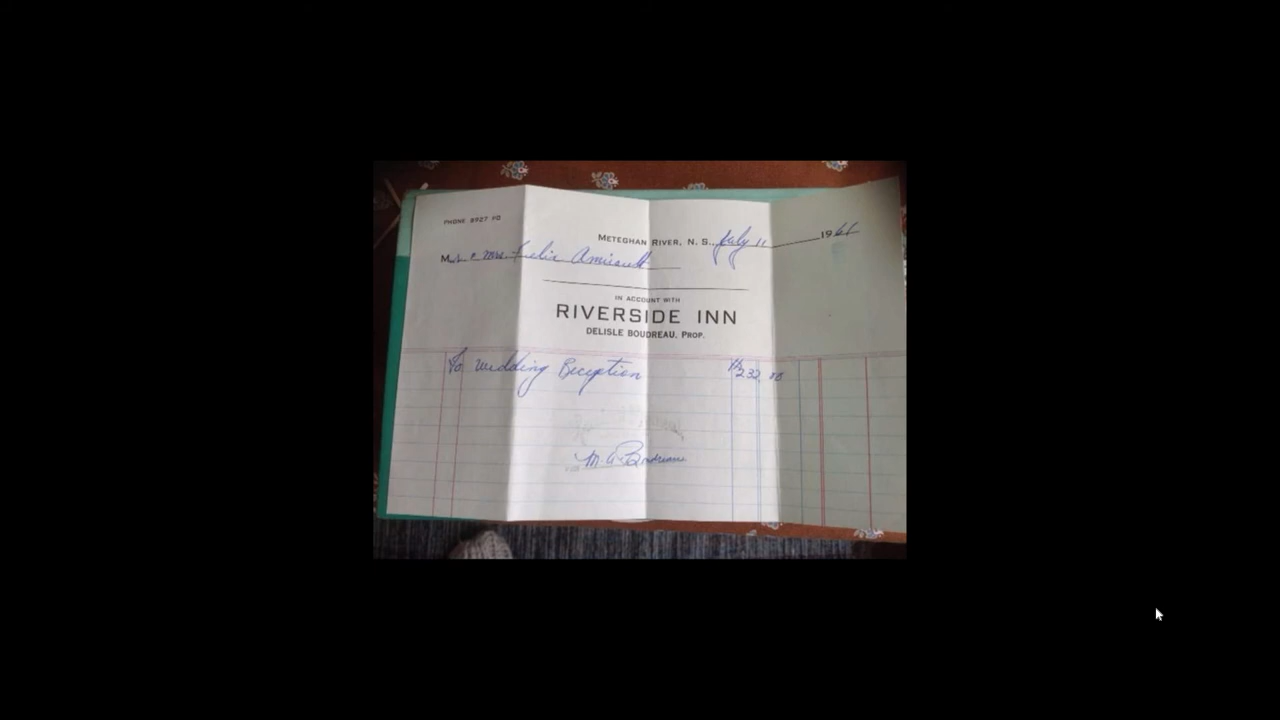 PHONE 8927 FO
METEGHAN RIVER, N. S., July 11 1964
Mr. & Mrs. Felix Amirault
IN ACCOUNT WITH
RIVERSIDE INN
DELISLE BOUDREAU, PROP.
To Wedding Reception 232 00
M. A. Boudreau